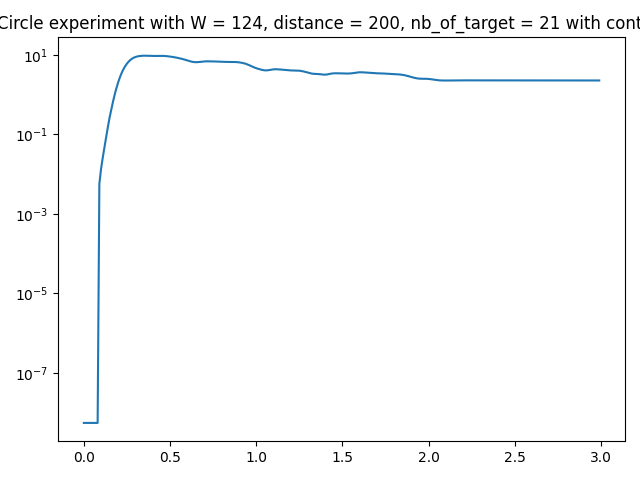 Circle experiment with W = 124, distance = 200, nb_of_target = 21 with cont
10¹
10⁻¹
10⁻³
10⁻⁵
10⁻⁷
0.0 0.5 1.0 1.5 2.0 2.5 3.0